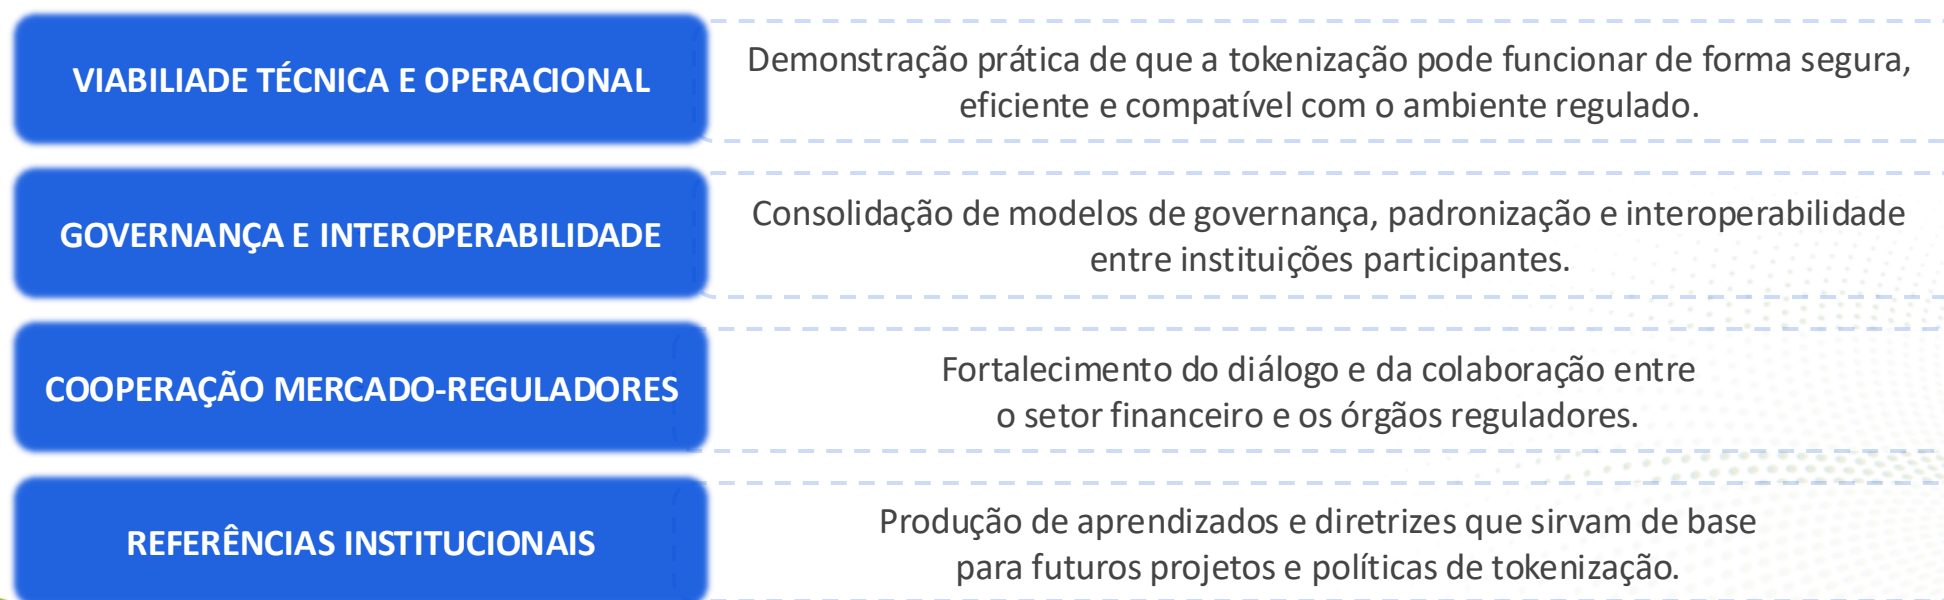 VIABILIADE TÉCNICA E OPERACIONAL
Demonstração prática de que a tokenização pode funcionar de forma segura,
eficiente e compatível com o ambiente regulado.
GOVERNANÇA E INTEROPERABILIDADE
Consolidação de modelos de governança, padronização e interoperabilidade
entre instituições participantes.
COOPERAÇÃO MERCADO-REGULADORES
Fortalecimento do diálogo e da colaboração entre
o setor financeiro e os órgãos reguladores.
REFERÊNCIAS INSTITUCIONAIS
Produção de aprendizados e diretrizes que sirvam de base
para futuros projetos e políticas de tokenização.